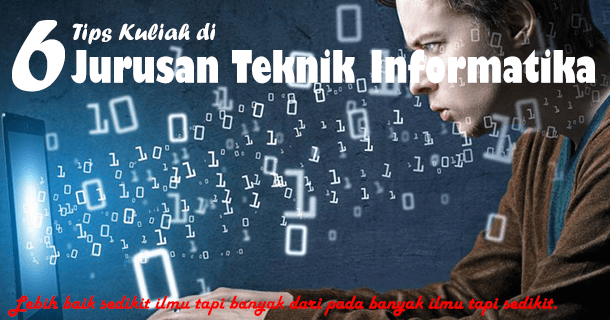 6 Tips Kuliah di
Jurusan Teknik Informatika
Lebih baik sedikit ilmu tapi banyak dari pada banyak ilmu tapi sedikit.